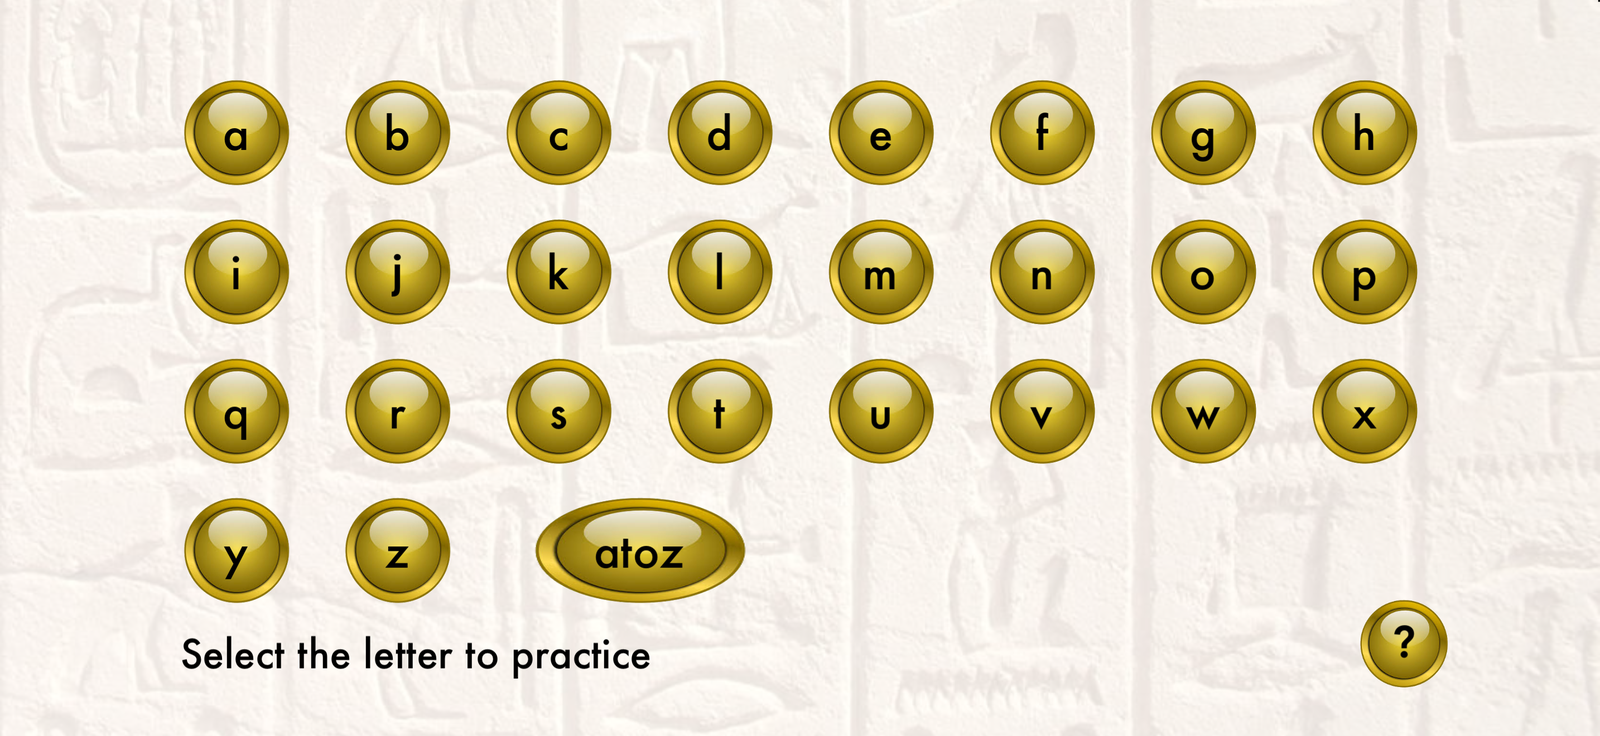 a b c d e f g h
i j k l m n o p
q r s t u v w x
y z atoz
Select the letter to practice
?